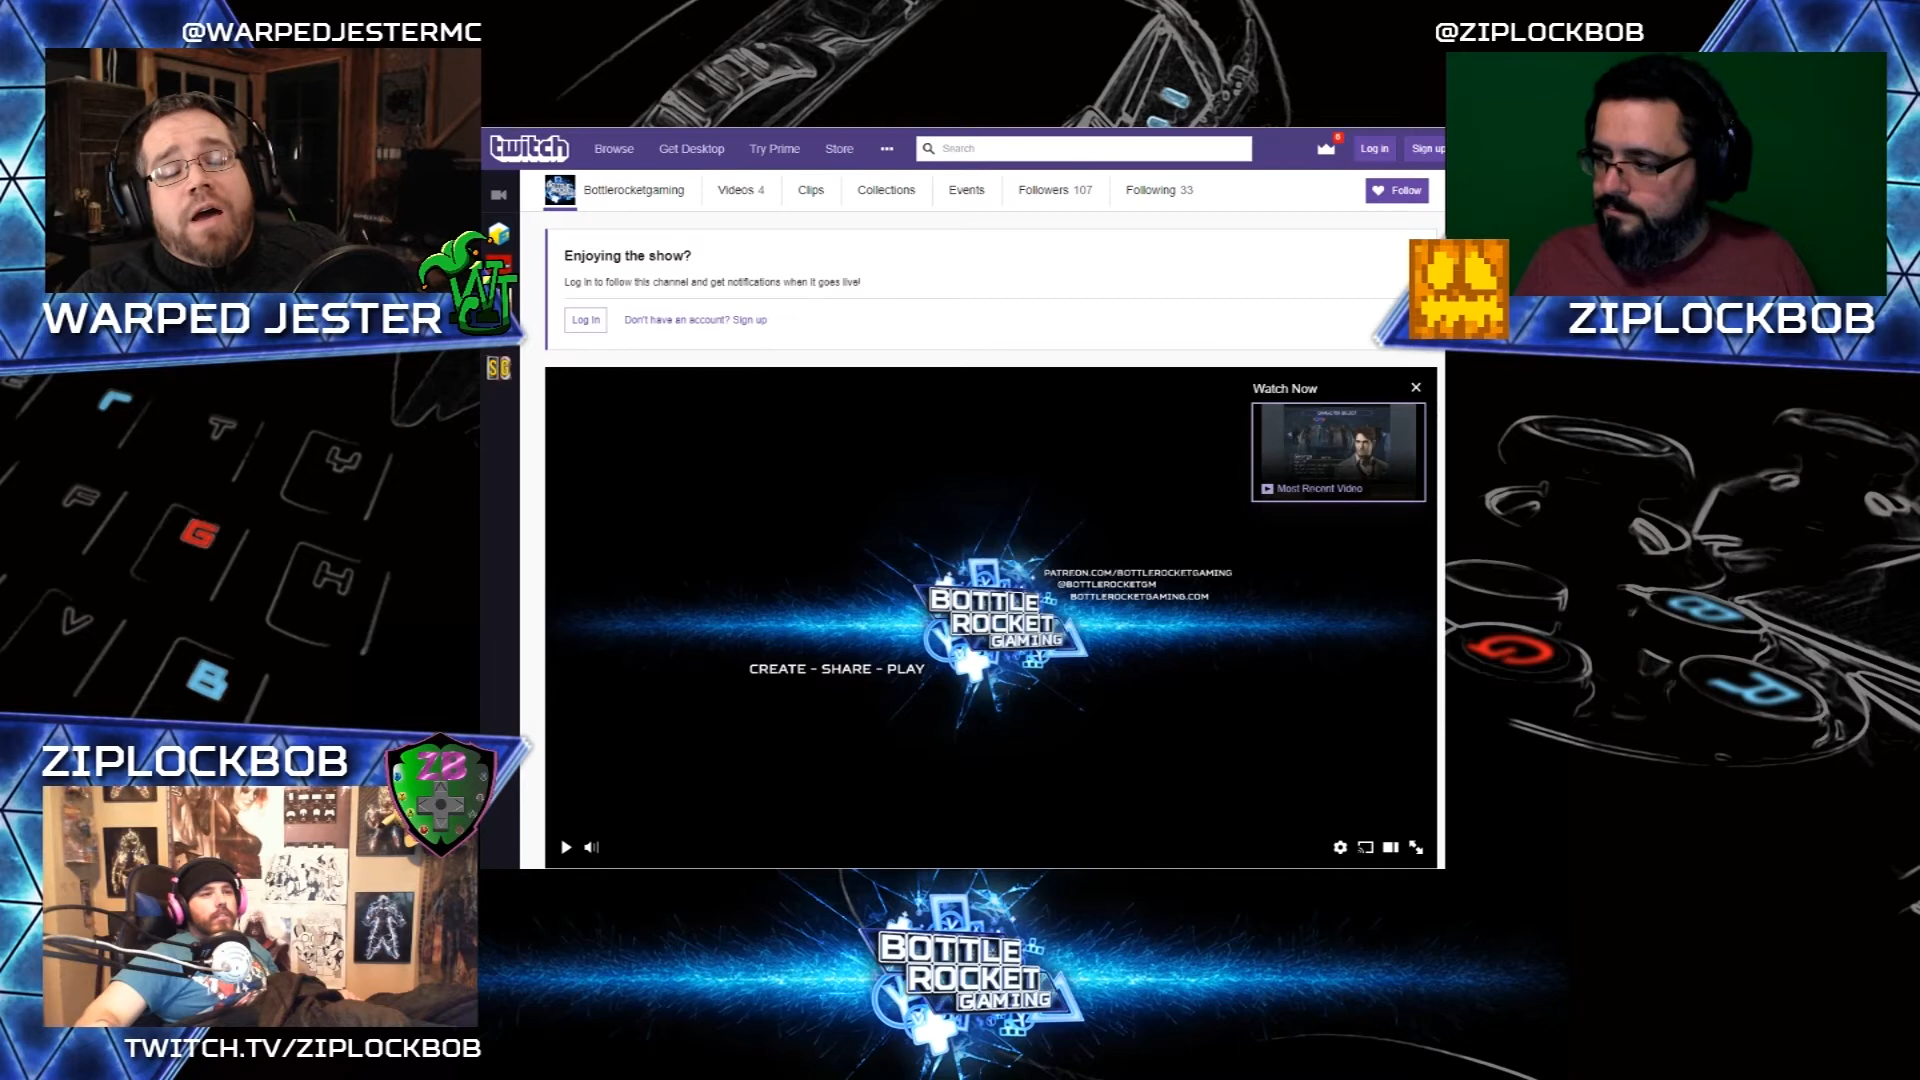 @WARPEDJESTERMC
@ZIPLOCKBOB
twitch
Browse
Get Desktop
Try Prime
Store
Search
6
Log in
Sign up
Bottlerocketgaming
Videos 4
Clips
Collections
Events
Followers 107
Following 33
Follow
Enjoying the show?
Log in to follow this channel and get notifications when it goes live!
Log In
Don't have an account? Sign up
WARPED JESTER
WJ
ZIPLOCKBOB
SG
Watch Now
Most Recent Video
PATREON.COM/BOTTLEROCKETGAMING
@BOTTLEROCKETGM
BOTTLEROCKETGAMING.COM
BOTTLE
ROCKET
GAMING
CREATE - SHARE - PLAY
T
Y
F
G
H
V
B
G
B
R
ZIPLOCKBOB
ZB
TWITCH.TV/ZIPLOCKBOB
BOTTLE
ROCKET
GAMING